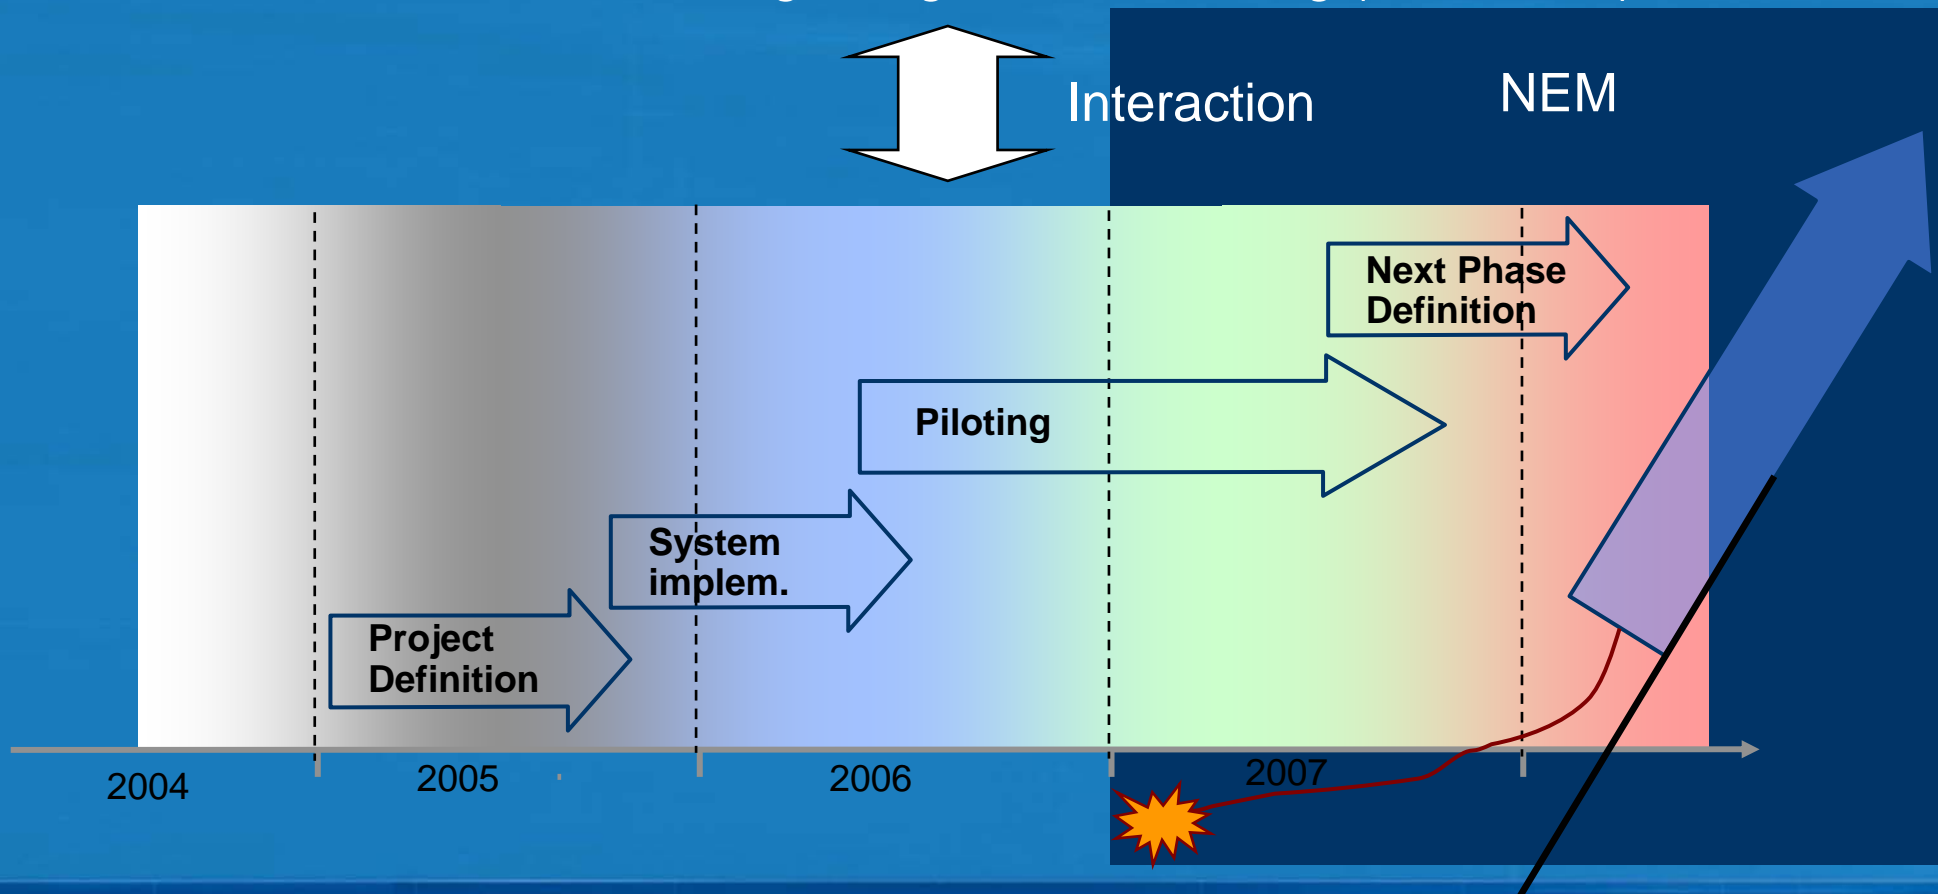 Interaction
NEM
Next Phase
Definition
Piloting
System
implem.
Project
Definition
2004
2005
2006
2007